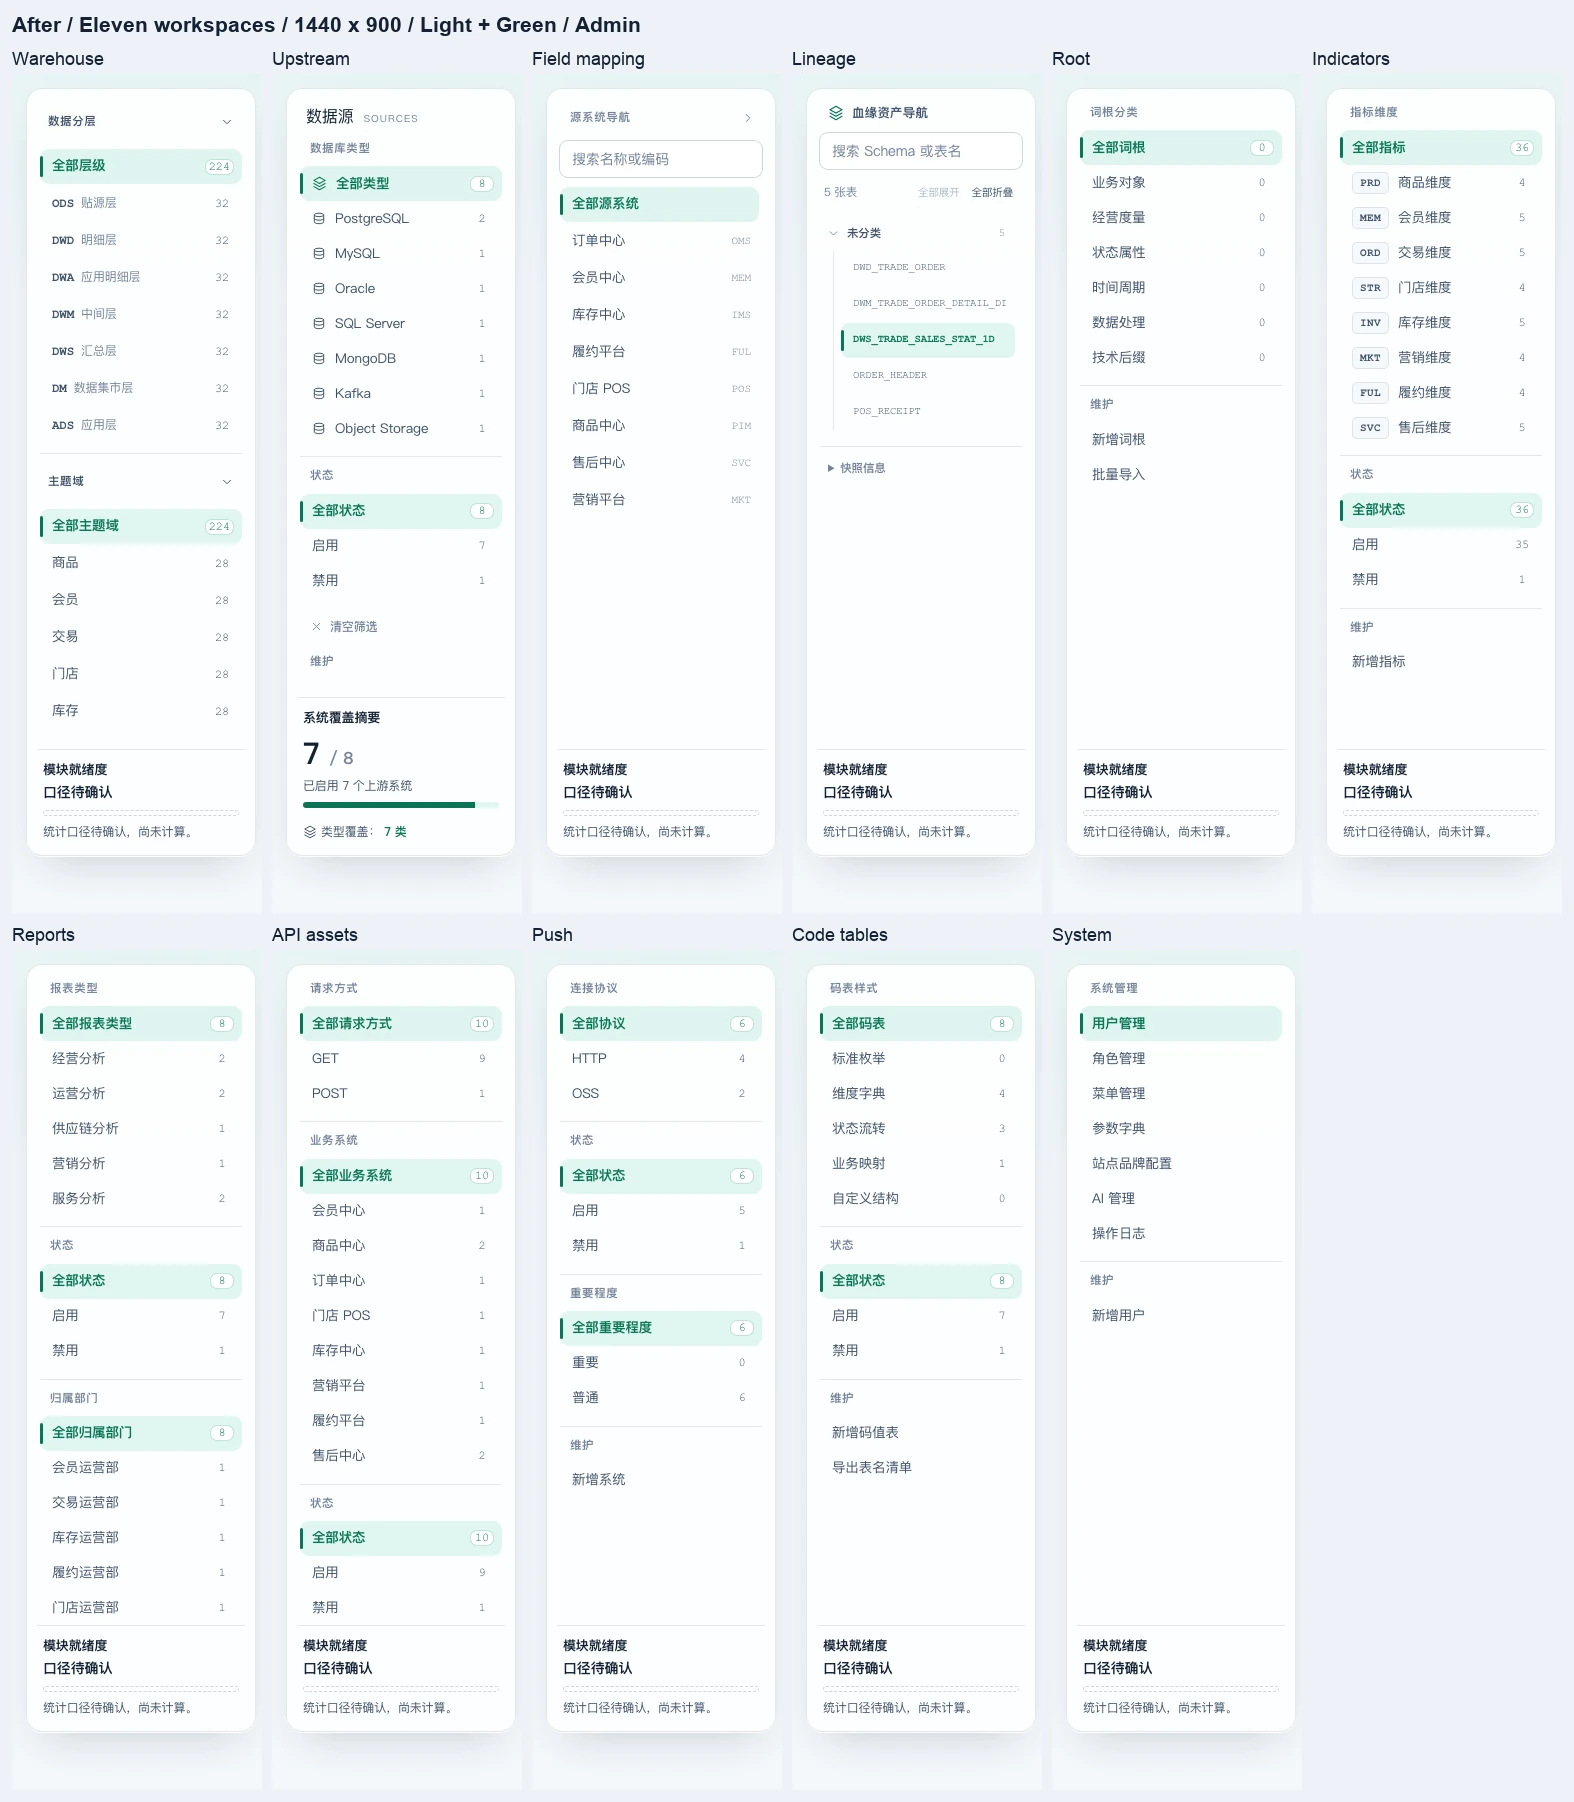 After / Eleven workspaces / 1440 x 900 / Light + Green / Admin
Warehouse
数据分层
全部层级 224
ODS 贴源层 32
DWD 明细层 32
DWA 应用明细层 32
DWM 中间层 32
DWS 汇总层 32
DM 数据集市层 32
ADS 应用层 32
主题域
全部主题域 224
商品 28
会员 28
交易 28
门店 28
库存 28
模块就绪度
口径待确认
统计口径待确认，尚未计算。
Upstream
数据源 SOURCES
数据库类型
全部类型 8
PostgreSQL 2
MySQL 1
Oracle 1
SQL Server 1
MongoDB 1
Kafka 1
Object Storage 1
状态
全部状态 8
启用 7
禁用 1
清空筛选
维护
系统覆盖摘要
7 / 8
已启用 7 个上游系统
类型覆盖： 7 类
Field mapping
源系统导航
搜索名称或编码
全部源系统
订单中心 OMS
会员中心 MEM
库存中心 IMS
履约平台 FUL
门店 POS POS
商品中心 PIM
售后中心 SVC
营销平台 MKT
模块就绪度
口径待确认
统计口径待确认，尚未计算。
Lineage
血缘资产导航
搜索 Schema 或表名
5 张表 全部展开 全部折叠
未分类 5
DWD_TRADE_ORDER
DWM_TRADE_ORDER_DETAIL_DI
DWS_TRADE_SALES_STAT_1D
ORDER_HEADER
POS_RECEIPT
快照信息
模块就绪度
口径待确认
统计口径待确认，尚未计算。
Root
词根分类
全部词根 0
业务对象 0
经营度量 0
状态属性 0
时间周期 0
数据处理 0
技术后缀 0
维护
新增词根
批量导入
模块就绪度
口径待确认
统计口径待确认，尚未计算。
Indicators
指标维度
全部指标 36
PRD 商品维度 4
MEM 会员维度 5
ORD 交易维度 5
STR 门店维度 4
INV 库存维度 5
MKT 营销维度 4
FUL 履约维度 4
SVC 售后维度 5
状态
全部状态 36
启用 35
禁用 1
维护
新增指标
模块就绪度
口径待确认
统计口径待确认，尚未计算。
Reports
报表类型
全部报表类型 8
经营分析 2
运营分析 2
供应链分析 1
营销分析 1
服务分析 2
状态
全部状态 8
启用 7
禁用 1
归属部门
全部归属部门 8
会员运营部 1
交易运营部 1
库存运营部 1
履约运营部 1
门店运营部 1
模块就绪度
口径待确认
统计口径待确认，尚未计算。
API assets
请求方式
全部请求方式 10
GET 9
POST 1
业务系统
全部业务系统 10
会员中心 1
商品中心 2
订单中心 1
门店 POS 1
库存中心 1
营销平台 1
履约平台 1
售后中心 2
状态
全部状态 10
启用 9
禁用 1
模块就绪度
口径待确认
统计口径待确认，尚未计算。
Push
连接协议
全部协议 6
HTTP 4
OSS 2
状态
全部状态 6
启用 5
禁用 1
重要程度
全部重要程度 6
重要 0
普通 6
维护
新增系统
模块就绪度
口径待确认
统计口径待确认，尚未计算。
Code tables
码表样式
全部码表 8
标准枚举 0
维度字典 4
状态流转 3
业务映射 1
自定义结构 0
状态
全部状态 8
启用 7
禁用 1
维护
新增码值表
导出表名清单
模块就绪度
口径待确认
统计口径待确认，尚未计算。
System
系统管理
用户管理
角色管理
菜单管理
参数字典
站点品牌配置
AI 管理
操作日志
维护
新增用户
模块就绪度
口径待确认
统计口径待确认，尚未计算。